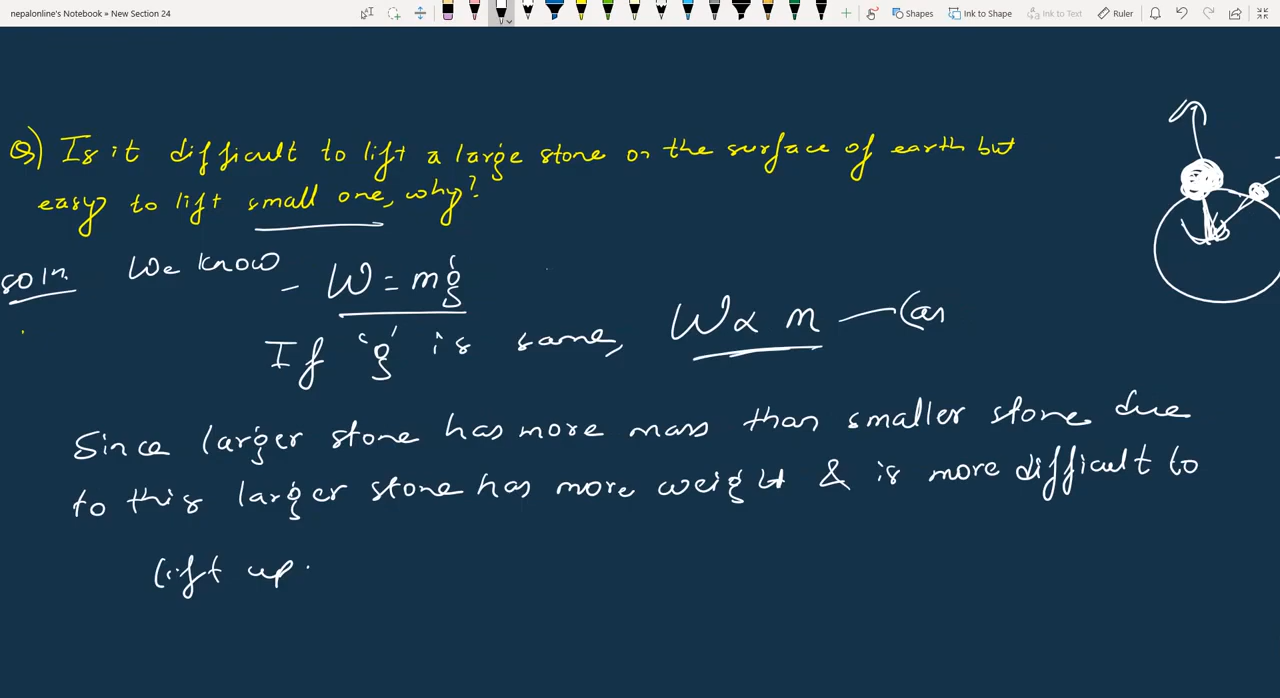 nepalonline's Notebook » New Section 24
Shapes Ink to Shape Ink to Text Ruler
Q) Is it difficult to lift a large stone on the surface of earth but
easy to lift small one, why?
soln. We know
- W = mg
If 'g' is same, W ∝ m — (as
Since larger stone has more mass than smaller stone due
to this larger stone has more weight & is more difficult to
lift up.